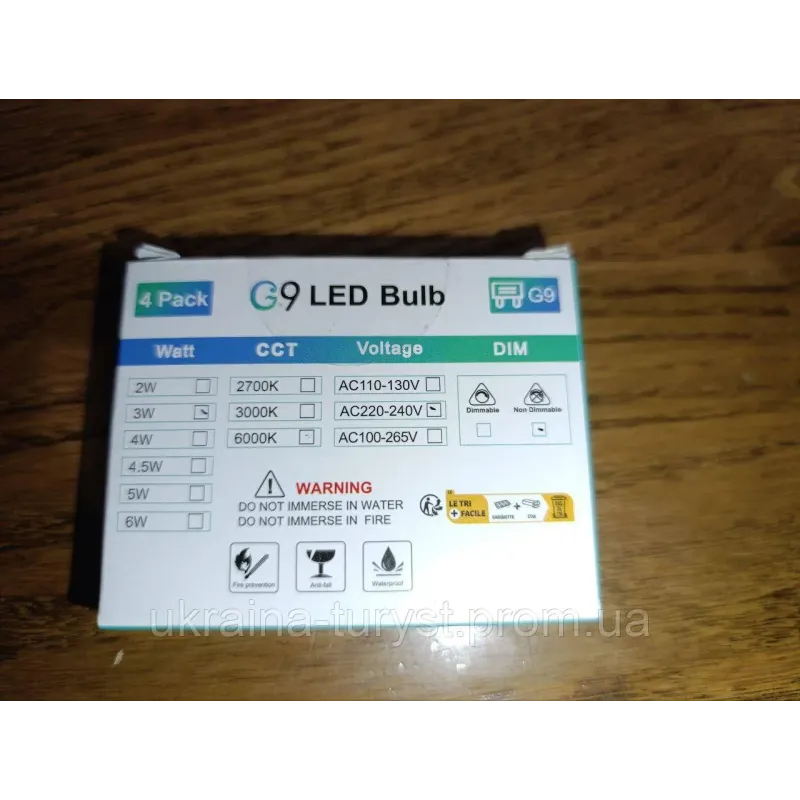 4 Pack
G9 LED Bulb
G9
Watt CCT Voltage DIM
2W 2700K AC110-130V
3W 3000K AC220-240V Dimmable Non Dimmable
4W 6000K AC100-265V
4.5W
5W
6W
WARNING
DO NOT IMMERSE IN WATER
DO NOT IMMERSE IN FIRE
LE TRI
+ FACILE
+
Fire prevention Anti-fall Waterproof
ukraina-turyst.prom.ua